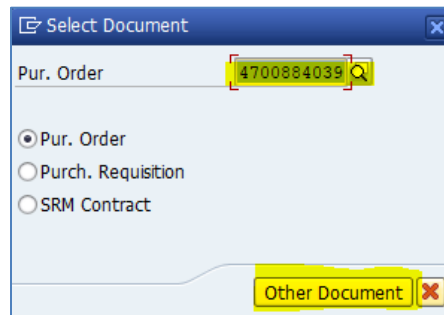 Select Document
Pur. Order 4700884039
Pur. Order
Purch. Requisition
SRM Contract
Other Document